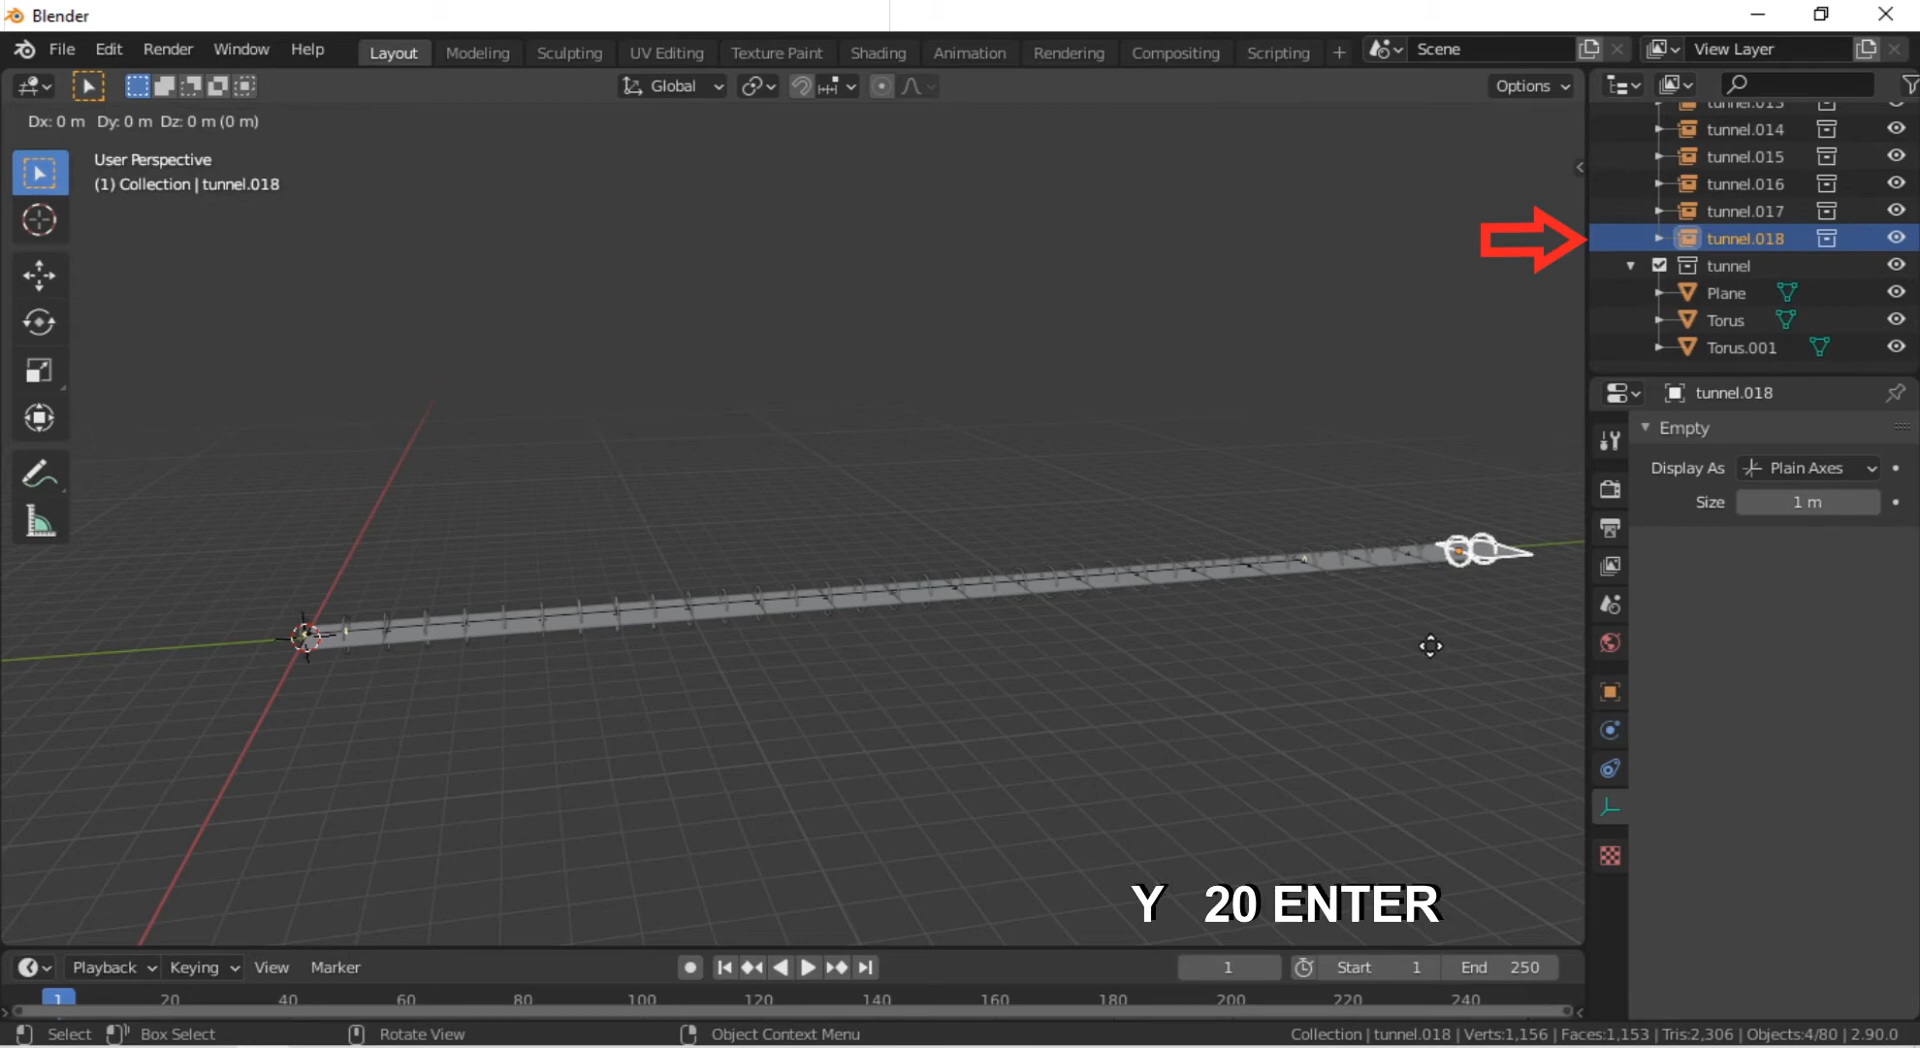 Blender
File Edit Render Window Help Layout Modeling Sculpting UV Editing Texture Paint Shading Animation Rendering Compositing Scripting + Scene View Layer
Global Options
Dx: 0 m Dy: 0 m Dz: 0 m (0 m)
User Perspective
(1) Collection | tunnel.018
tunnel.013
tunnel.014
tunnel.015
tunnel.016
tunnel.017
tunnel.018
tunnel
Plane
Torus
Torus.001
tunnel.018
Empty
Display As Plain Axes
Size 1 m
Y 20 ENTER
Playback Keying View Marker 1 Start 1 End 250
1 20 40 60 80 100 120 140 160 180 200 220 240
Select Box Select Rotate View Object Context Menu Collection | tunnel.018 | Verts:1,156 | Faces:1,153 | Tris:2,306 | Objects:4/80 | 2.90.0